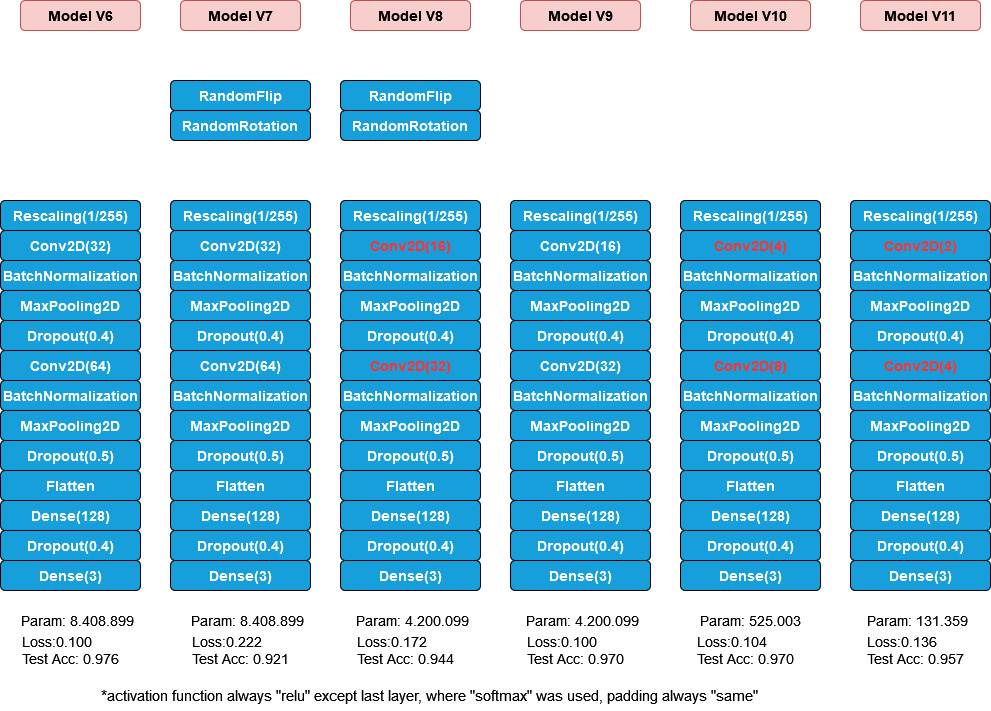 Model V6
Model V7
Model V8
Model V9
Model V10
Model V11
RandomFlip
RandomRotation
RandomFlip
RandomRotation
Rescaling(1/255)
Conv2D(32)
BatchNormalization
MaxPooling2D
Dropout(0.4)
Conv2D(64)
BatchNormalization
MaxPooling2D
Dropout(0.5)
Flatten
Dense(128)
Dropout(0.4)
Dense(3)
Param: 8.408.899
Loss:0.100
Test Acc: 0.976
Rescaling(1/255)
Conv2D(32)
BatchNormalization
MaxPooling2D
Dropout(0.4)
Conv2D(64)
BatchNormalization
MaxPooling2D
Dropout(0.5)
Flatten
Dense(128)
Dropout(0.4)
Dense(3)
Param: 8.408.899
Loss:0.222
Test Acc: 0.921
Rescaling(1/255)
Conv2D(16)
BatchNormalization
MaxPooling2D
Dropout(0.4)
Conv2D(32)
BatchNormalization
MaxPooling2D
Dropout(0.5)
Flatten
Dense(128)
Dropout(0.4)
Dense(3)
Param: 4.200.099
Loss:0.172
Test Acc: 0.944
Rescaling(1/255)
Conv2D(16)
BatchNormalization
MaxPooling2D
Dropout(0.4)
Conv2D(32)
BatchNormalization
MaxPooling2D
Dropout(0.5)
Flatten
Dense(128)
Dropout(0.4)
Dense(3)
Param: 4.200.099
Loss:0.100
Test Acc: 0.970
Rescaling(1/255)
Conv2D(4)
BatchNormalization
MaxPooling2D
Dropout(0.4)
Conv2D(8)
BatchNormalization
MaxPooling2D
Dropout(0.5)
Flatten
Dense(128)
Dropout(0.4)
Dense(3)
Param: 525.003
Loss:0.104
Test Acc: 0.970
Rescaling(1/255)
Conv2D(2)
BatchNormalization
MaxPooling2D
Dropout(0.4)
Conv2D(4)
BatchNormalization
MaxPooling2D
Dropout(0.5)
Flatten
Dense(128)
Dropout(0.4)
Dense(3)
Param: 131.359
Loss:0.136
Test Acc: 0.957
*activation function always "relu" except last layer, where "softmax" was used, padding always "same"